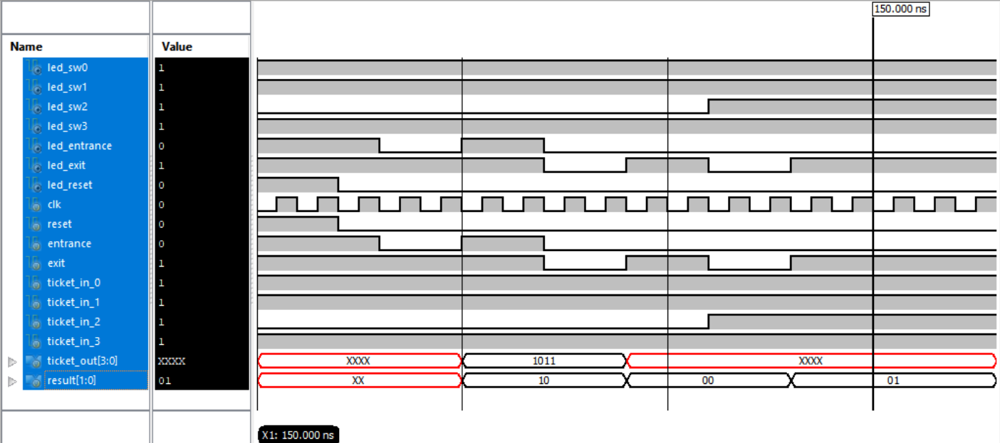 150.000 ns
Name Value
led_sw0 1
led_sw1 1
led_sw2 1
led_sw3 1
led_entrance 0
led_exit 1
led_reset 0
clk 0
reset 0
entrance 0
exit 1
ticket_in_0 1
ticket_in_1 1
ticket_in_2 1
ticket_in_3 1
ticket_out[3:0] XXXX XXXX 1011 XXXX
result[1:0] 01 XX 10 00 01
X1: 150.000 ns